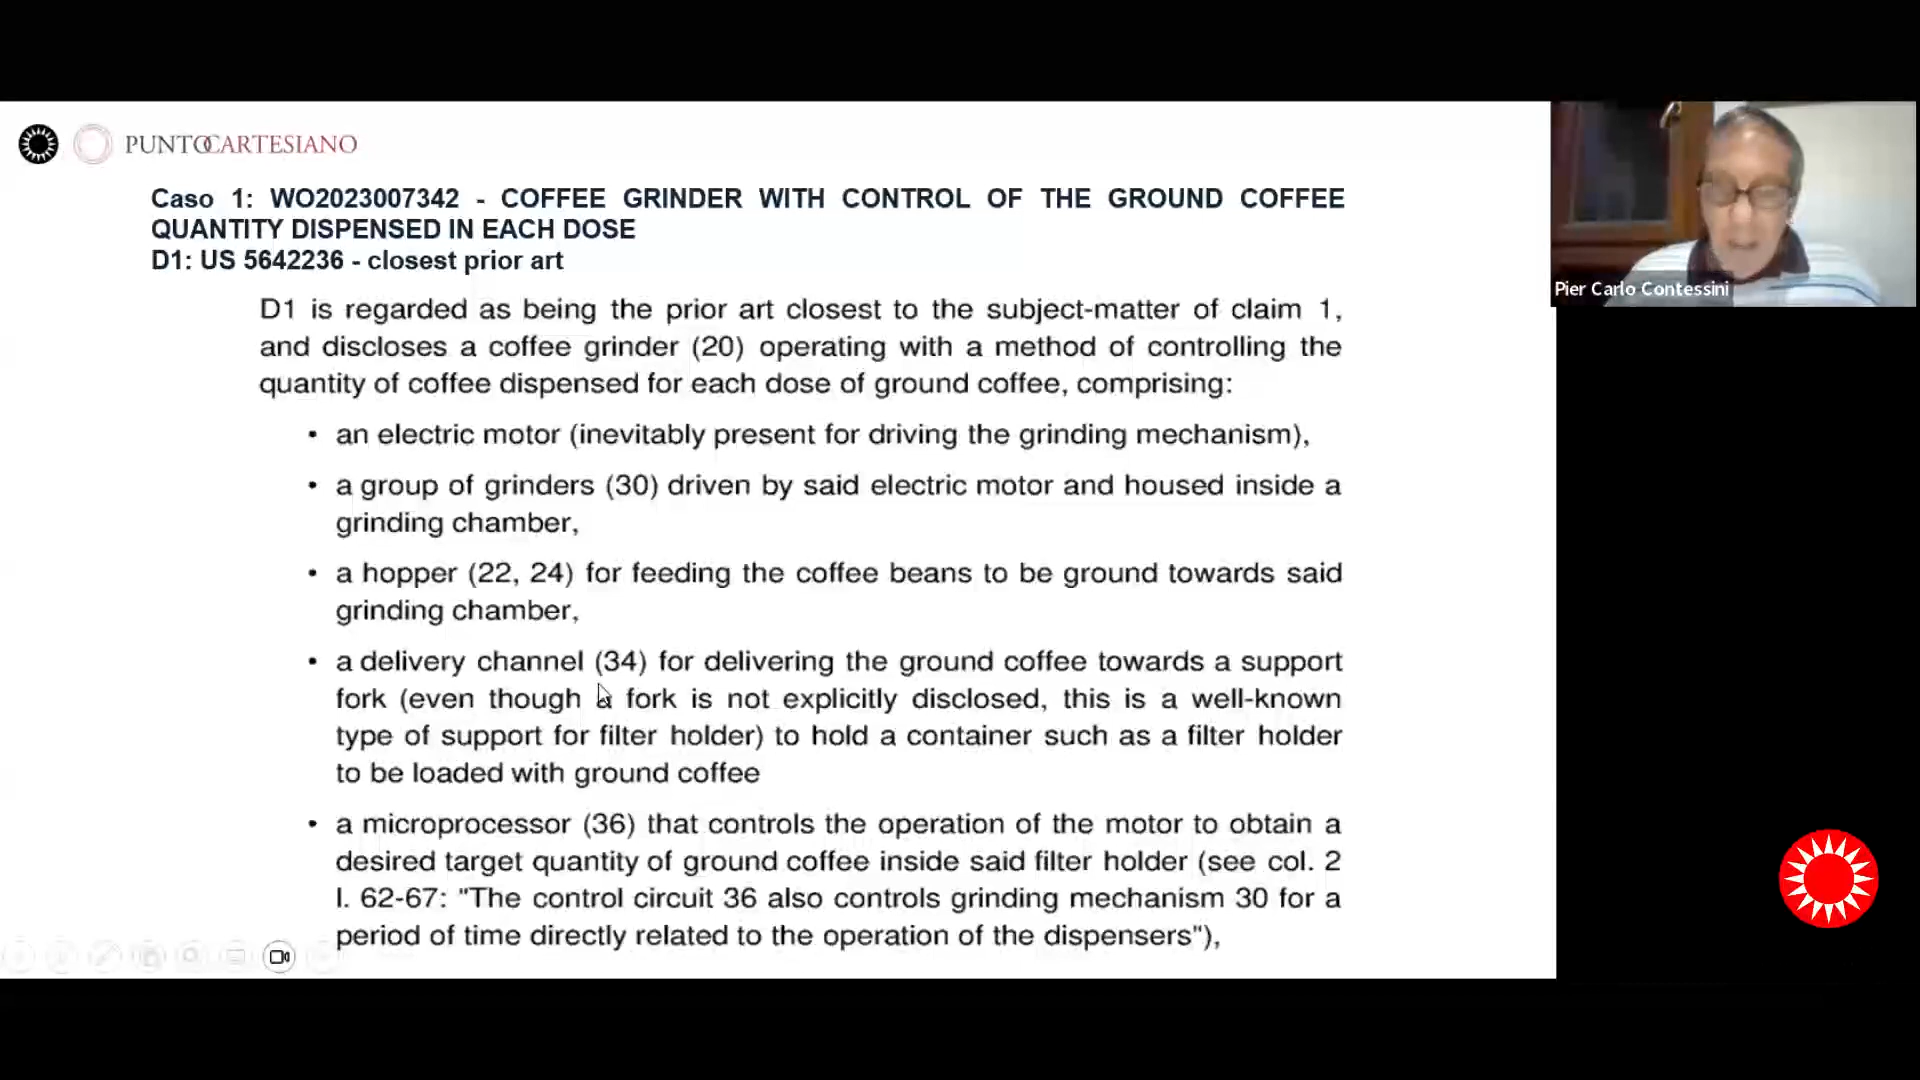 PUNTOCARTESIANO
Caso 1: WO2023007342 - COFFEE GRINDER WITH CONTROL OF THE GROUND COFFEE
QUANTITY DISPENSED IN EACH DOSE
D1: US 5642236 - closest prior art
D1 is regarded as being the prior art closest to the subject-matter of claim 1,
and discloses a coffee grinder (20) operating with a method of controlling the
quantity of coffee dispensed for each dose of ground coffee, comprising:
• an electric motor (inevitably present for driving the grinding mechanism),
• a group of grinders (30) driven by said electric motor and housed inside a
grinding chamber,
• a hopper (22, 24) for feeding the coffee beans to be ground towards said
grinding chamber,
• a delivery channel (34) for delivering the ground coffee towards a support
fork (even though a fork is not explicitly disclosed, this is a well-known
type of support for filter holder) to hold a container such as a filter holder
to be loaded with ground coffee
• a microprocessor (36) that controls the operation of the motor to obtain a
desired target quantity of ground coffee inside said filter holder (see col. 2
l. 62-67: "The control circuit 36 also controls grinding mechanism 30 for a
period of time directly related to the operation of the dispensers"),
Pier Carlo Contessini